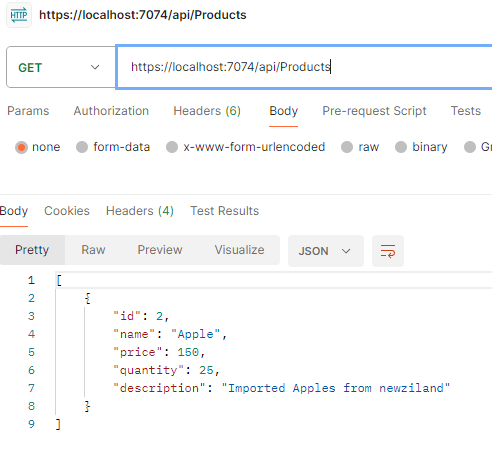 HTTP https://localhost:7074/api/Products
GET https://localhost:7074/api/Products
Params Authorization Headers (6) Body Pre-request Script Tests
none form-data x-www-form-urlencoded raw binary Gr
Body Cookies Headers (4) Test Results
Pretty Raw Preview Visualize JSON
1 [
2 {
3 "id": 2,
4 "name": "Apple",
5 "price": 150,
6 "quantity": 25,
7 "description": "Imported Apples from newziland"
8 }
9 ]